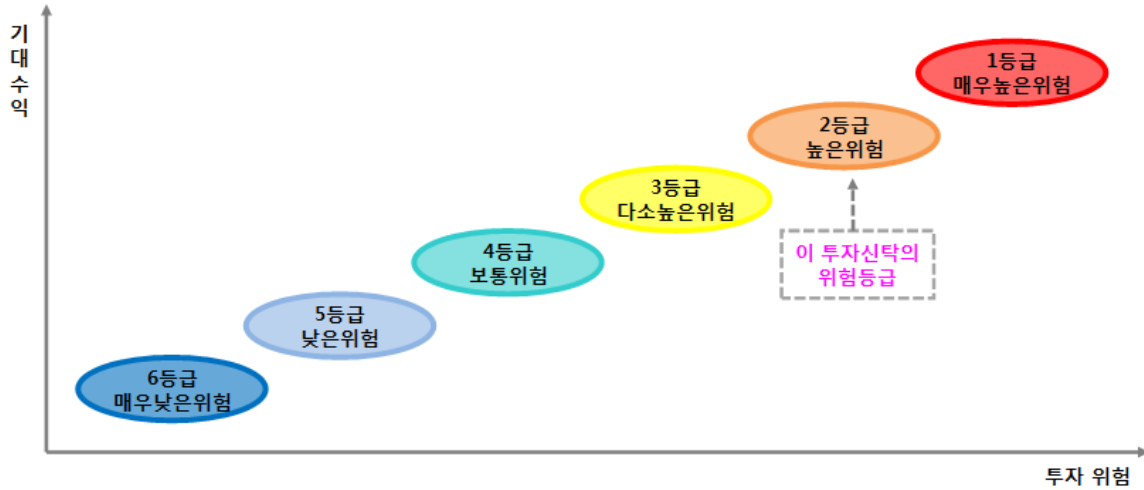 기
대
수
익
1등급
매우높은위험
2등급
높은위험
3등급
다소높은위험
이 투자신탁의
위험등급
4등급
보통위험
5등급
낮은위험
6등급
매우낮은위험
투자 위험